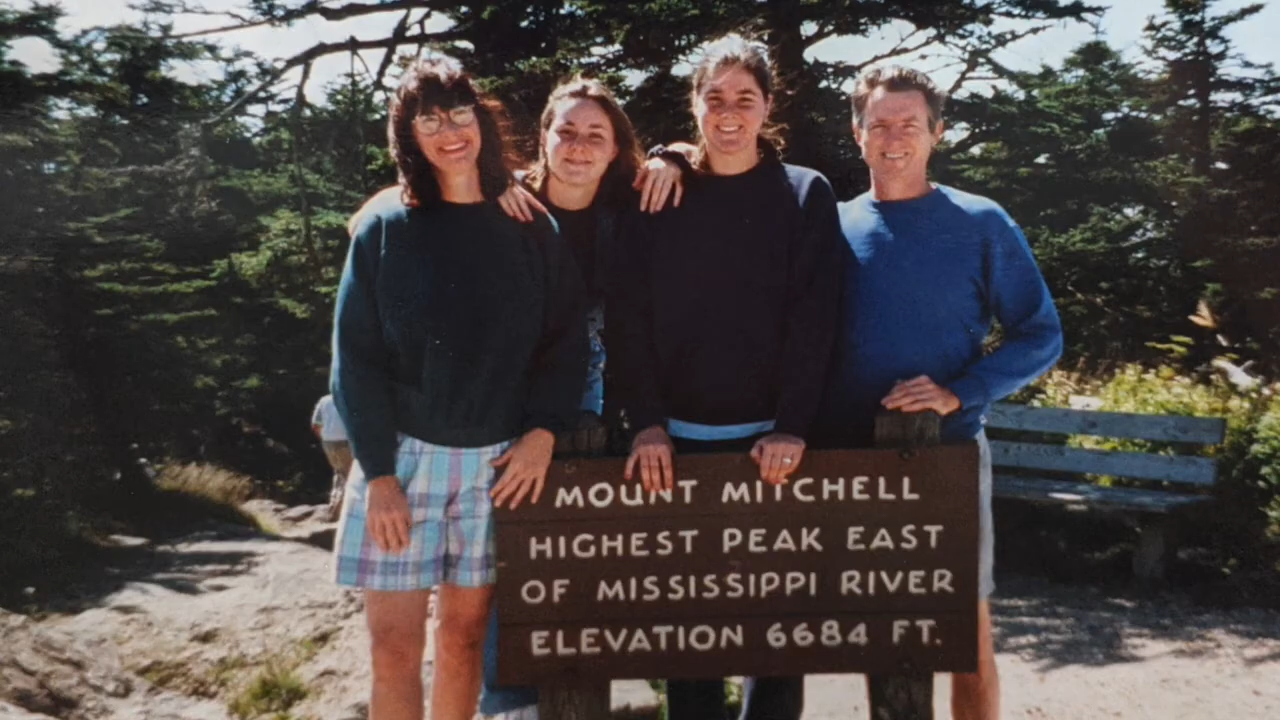 MOUNT MITCHELL
HIGHEST PEAK EAST
OF MISSISSIPPI RIVER
ELEVATION 6684 FT.